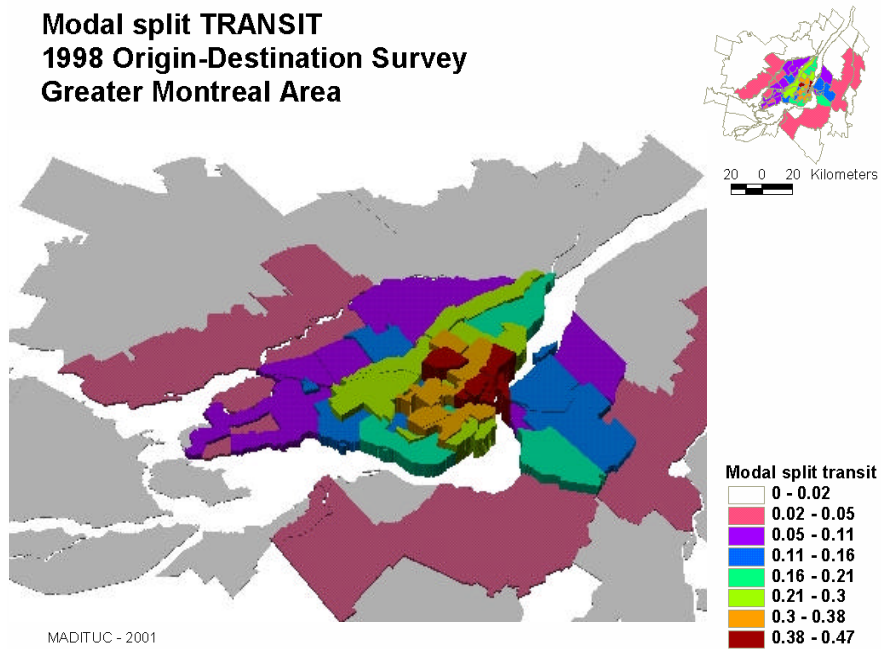 Modal split TRANSIT
1998 Origin-Destination Survey
Greater Montreal Area
20 0 20 Kilometers
Modal split transit
0 - 0.02
0.02 - 0.05
0.05 - 0.11
0.11 - 0.16
0.16 - 0.21
0.21 - 0.3
0.3 - 0.38
0.38 - 0.47
MADITUC - 2001